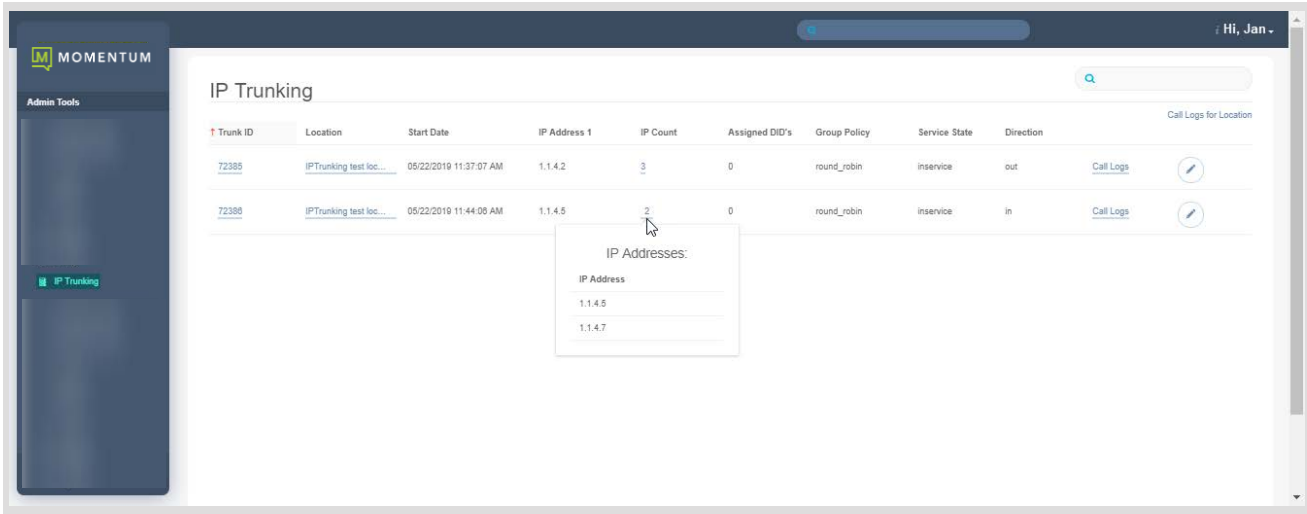 Hi, Jan
M MOMENTUM
Admin Tools
IP Trunking
IP Trunking
Call Logs for Location
↑ Trunk ID Location Start Date IP Address 1 IP Count Assigned DID's Group Policy Service State Direction
72385 IPTrunking test loc... 05/22/2019 11:37:07 AM 1.1.4.2 3 0 round_robin inservice out Call Logs
72386 IPTrunking test loc... 05/22/2019 11:44:06 AM 1.1.4.5 2 0 round_robin inservice in Call Logs
IP Addresses:
IP Address
1.1.4.5
1.1.4.7